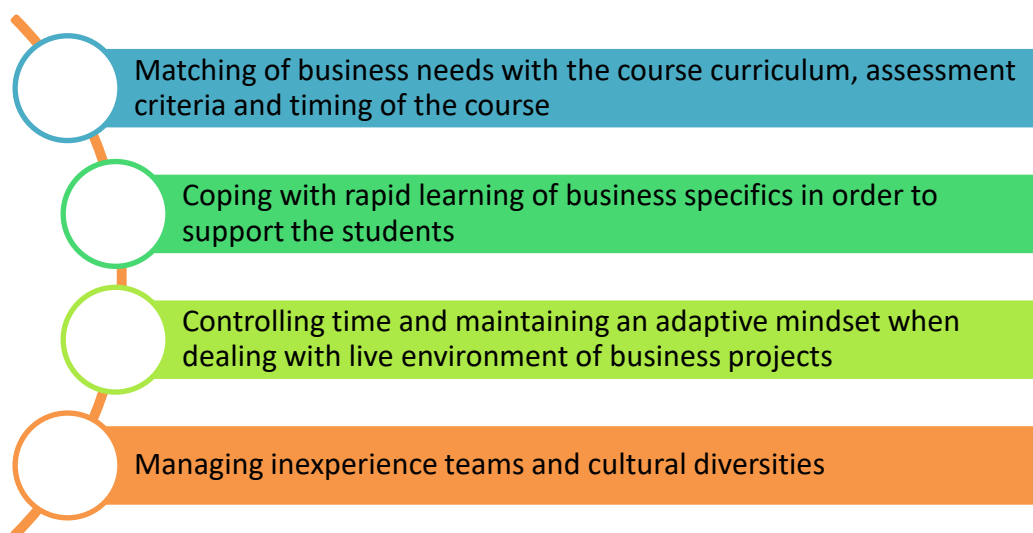 Matching of business needs with the course curriculum, assessment
criteria and timing of the course
Coping with rapid learning of business specifics in order to
support the students
Controlling time and maintaining an adaptive mindset when
dealing with live environment of business projects
Managing inexperience teams and cultural diversities